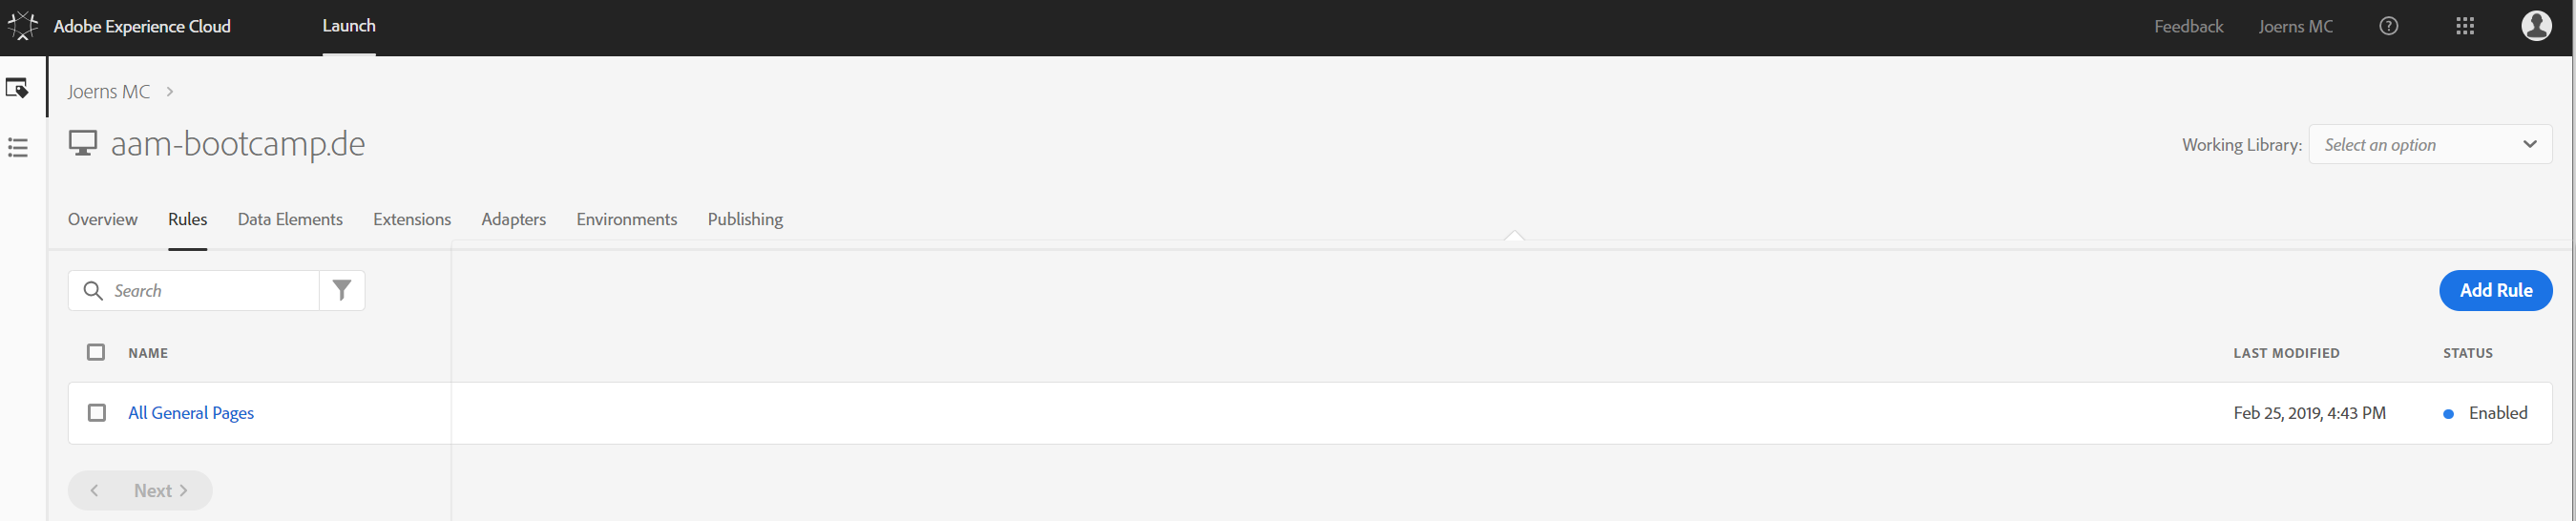 Adobe Experience Cloud Launch Feedback Joerns MC
Joerns MC
aam-bootcamp.de
Working Library: Select an option
Overview Rules Data Elements Extensions Adapters Environments Publishing
Search
Add Rule
NAME LAST MODIFIED STATUS
All General Pages Feb 25, 2019, 4:43 PM Enabled
Next